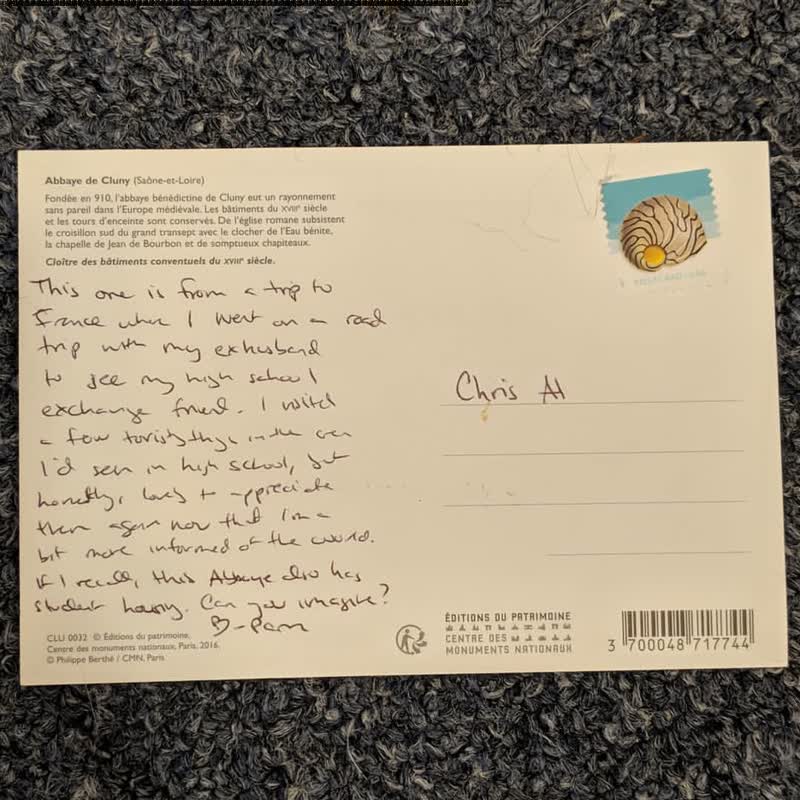 Abbaye de Cluny (Saône-et-Loire)
Fondée en 910, l'abbaye bénédictine de Cluny eut un rayonnement
sans pareil dans l'Europe médiévale. Les bâtiments du XVIIIe siècle
et les tours d'enceinte sont conservés. De l'église romane subsistent
le croisillon sud du grand transept avec le clocher de l'Eau bénite,
la chapelle de Jean de Bourbon et de somptueux chapiteaux.
Cloître des bâtiments conventuels du XVIIIe siècle.
This one is from a trip to
France when I went on a road
trip with my exhusband
to see my high school
exchange friend. I visited
a few touristy things in the area
I'd seen in high school, but
honestly, lovely to appreciate
them again now that I'm a
bit more informed of the world.
If I recall, this Abbaye also has
student housing. Can you imagine?
B-Pam
Chris Al
CLU 0032 © Éditions du patrimoine,
Centre des monuments nationaux, Paris, 2016.
© Philippe Berthé / CMN, Paris
ÉDITIONS DU PATRIMOINE
CENTRE DES
MONUMENTS NATIONAUX
3 700048 717744